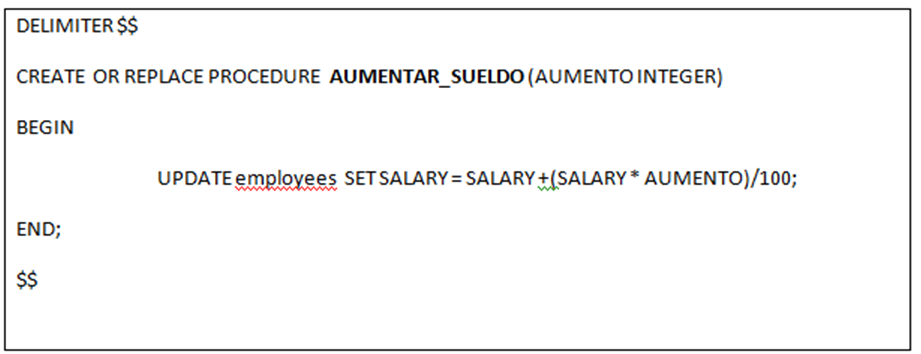 DELIMITER $$
CREATE OR REPLACE PROCEDURE AUMENTAR_SUELDO (AUMENTO INTEGER)
BEGIN
UPDATE employees SET SALARY = SALARY +(SALARY * AUMENTO)/100;
END;
$$